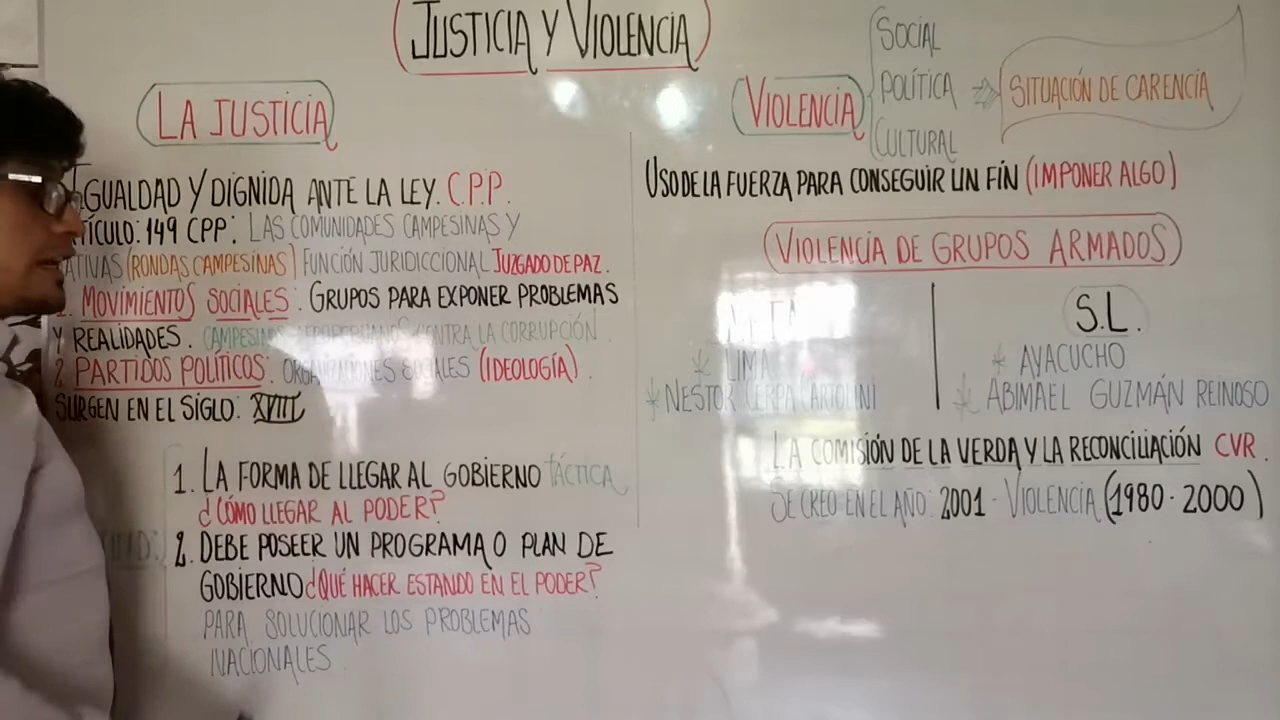 JUSTICIA Y VIOLENCIA
LA JUSTICIA
IGUALDAD Y DIGNIDA ANTE LA LEY. C.P.P.
TÍCULO: 149 CPP: LAS COMUNIDADES CAMPESINAS Y
ATIVAS (RONDAS CAMPESINAS) FUNCIÓN JURIDICCIONAL JUZGADO DE PAZ.
1. MOVIMIENTOS SOCIALES: GRUPOS PARA EXPONER PROBLEMAS
Y REALIDADES. CONTRA LA CORRUPCIÓN.
2. PARTIDOS POLÍTICOS: ORGANIZACIONES SOCIALES (IDEOLOGÍA).
SURGEN EN EL SIGLO: XVIII
1. LA FORMA DE LLEGAR AL GOBIERNO TÁCTICA
¿CÓMO LLEGAR AL PODER?
2. DEBE POSEER UN PROGRAMA O PLAN DE
GOBIERNO ¿QUÉ HACER ESTANDO EN EL PODER?
PARA SOLUCIONAR LOS PROBLEMAS
NACIONALES.
VIOLENCIA
SOCIAL
POLÍTICA
CULTURAL
SITUACIÓN DE CARENCIA
USO DE LA FUERZA PARA CONSEGUIR UN FÍN (IMPONER ALGO)
VIOLENCIA DE GRUPOS ARMADOS
* LIMA
* NESTOR CERPA CARTOLINI
S.L.
* AYACUCHO
* ABIMAEL GUZMÁN REINOSO
LA COMISIÓN DE LA VERDA Y LA RECONCILIACIÓN CVR.
SE CREO EN EL AÑO: 2001 - VIOLENCIA (1980 - 2000)